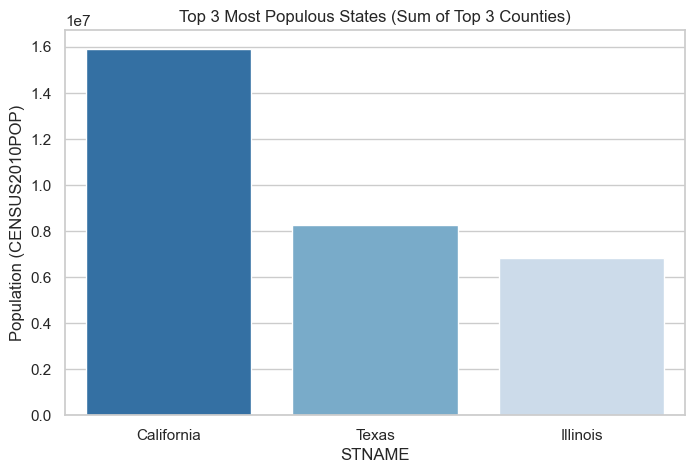 Top 3 Most Populous States (Sum of Top 3 Counties)
1e7
1.6
1.4
1.2
1.0
0.8
0.6
0.4
0.2
0.0
Population (CENSUS2010POP)
California
Texas
Illinois
STNAME